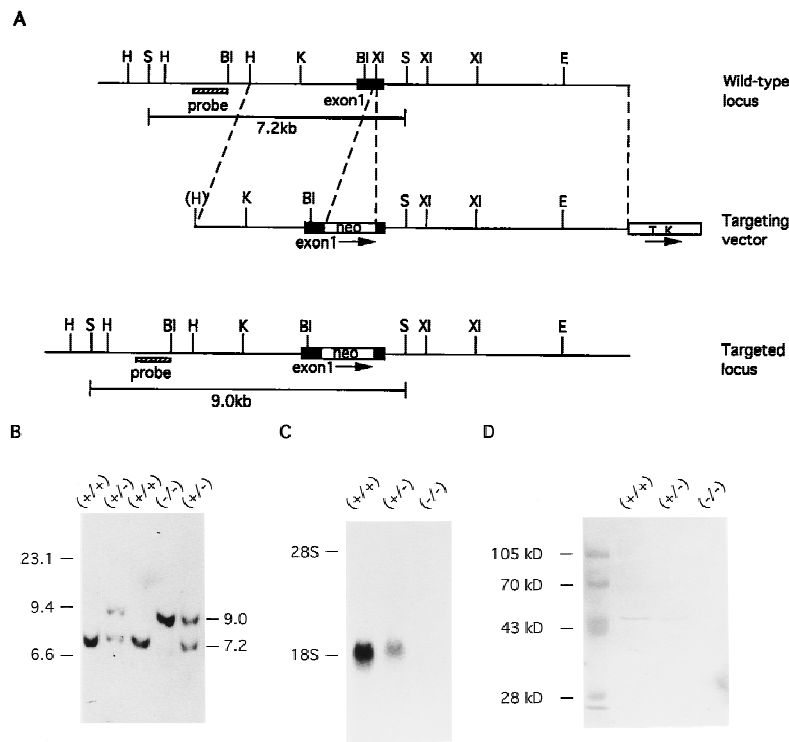 A
H S H BI H K BI XI S XI XI E
exon1
probe
7.2kb
Wild-type
locus
(H) K BI S XI XI E
neo
T K
exon1
Targeting
vector
H S H BI H K BI S XI XI E
neo
exon1
probe
9.0kb
Targeted
locus
B
(+/+) (+/-) (+/+) (-/-) (+/-)
23.1
9.4
6.6
9.0
7.2
C
(+/+) (+/-) (-/-)
28S
18S
D
(+/+) (+/-) (-/-)
105 kD
70 kD
43 kD
28 kD